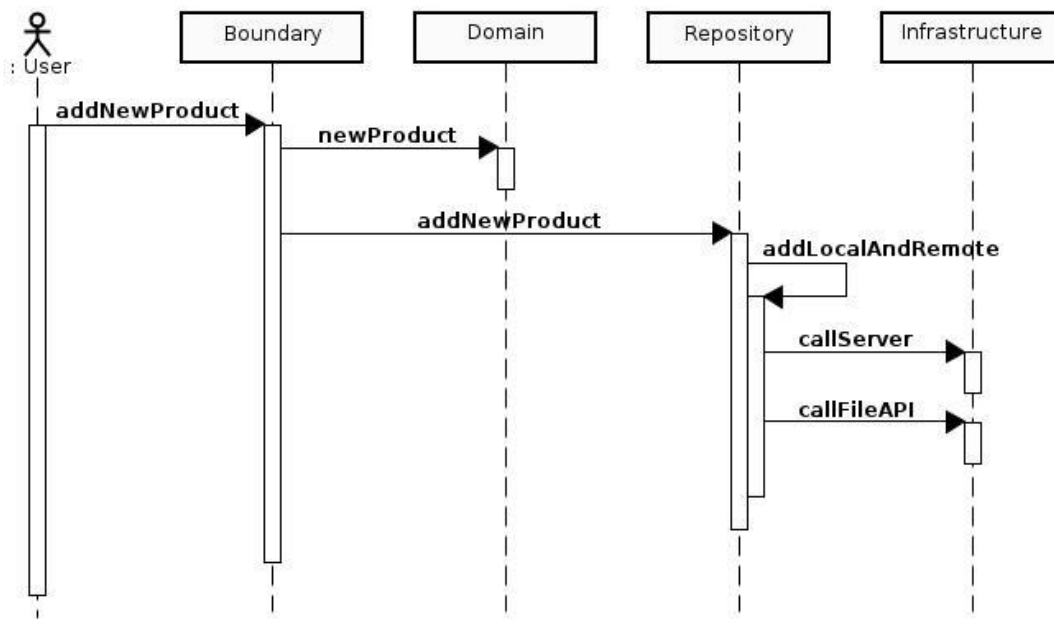 Boundary
Domain
Repository
Infrastructure
: User
addNewProduct
newProduct
addNewProduct
addLocalAndRemote
callServer
callFileAPI